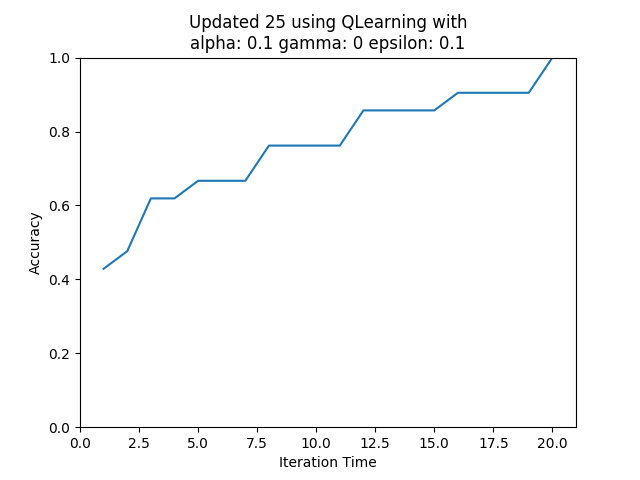 Updated 25 using QLearning with
alpha: 0.1 gamma: 0 epsilon: 0.1
1.0
0.8
0.6
0.4
0.2
0.0
Accuracy
0.0 2.5 5.0 7.5 10.0 12.5 15.0 17.5 20.0
Iteration Time